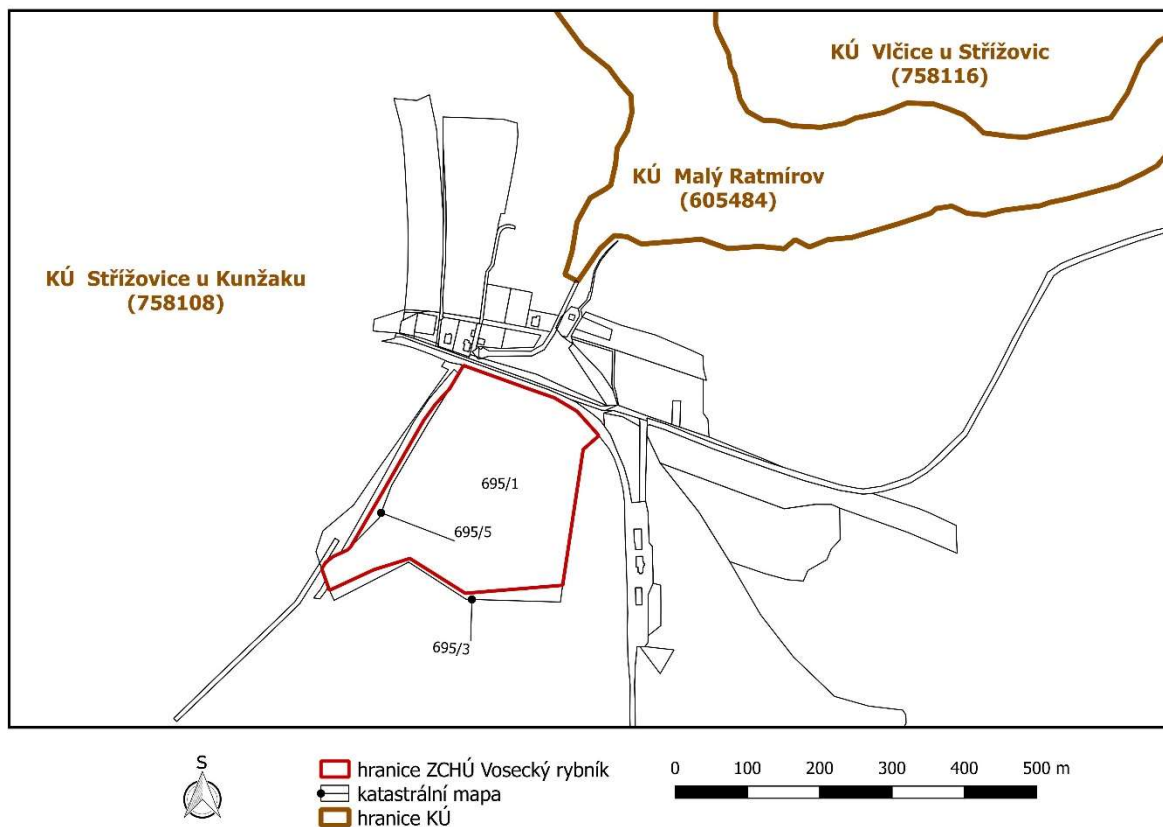 KÚ Vlčice u Střížovic
(758116)
KÚ Malý Ratmírov
(605484)
KÚ Střížovice u Kunžaku
(758108)
695/1
695/5
695/3
S
hranice ZCHÚ Vosecký rybník
katastrální mapa
hranice KÚ
0 100 200 300 400 500 m